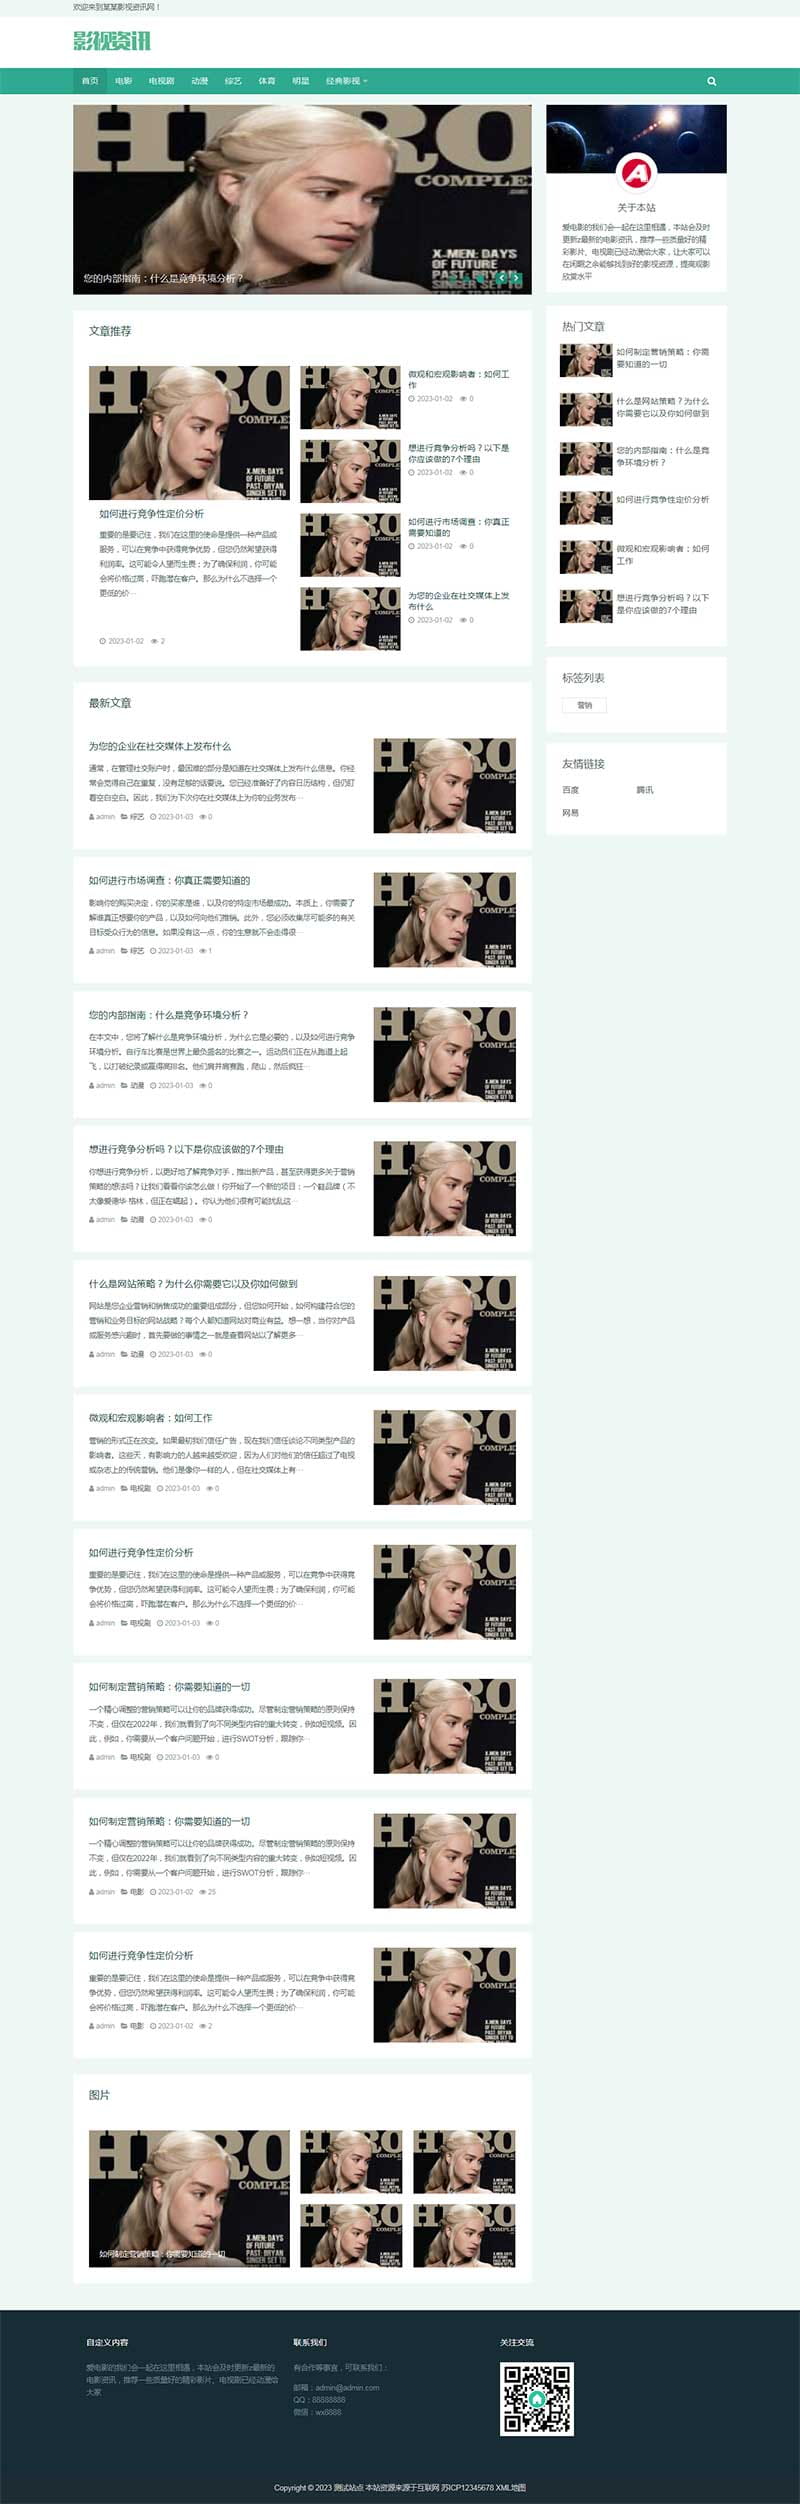 欢迎来到某某影视资讯网！
影视资讯
首页 电影 电视剧 动漫 综艺 体育 明星 经典影视
HERO
COMPLEX
X-MEN: DAYS
OF FUTURE
PAST: BRYAN
SINGER SET TO
您的内部指南：什么是竞争环境分析？
关于本站
爱电影的我们会一起在这里相遇，本站会及时
更新z最新的电影资讯，推荐一些质量好的精
彩影片、电视剧已经动漫给大家，让大家可以
在闲暇之余能够找到好的影视资源，提高观影
欣赏水平
文章推荐
如何进行竞争性定价分析
重要的是要记住，我们在这里的使命是提供一种产品或
服务，可以在竞争中获得竞争优势，但您仍然希望获得
利润率。这可能令人望而生畏；为了确保利润，你可能
会将价格过高，吓跑潜在客户。那么为什么不选择一个
更低的价…
2023-01-02 2
微观和宏观影响者：如何工
作
2023-01-02 0
想进行竞争分析吗？以下是
你应该做的7个理由
2023-01-02 0
如何进行市场调查：你真正
需要知道的
2023-01-02 0
为您的企业在社交媒体上发
布什么
2023-01-02 0
热门文章
如何制定营销策略：你需
要知道的一切
什么是网站策略？为什么
你需要它以及你如何做到
您的内部指南：什么是竞
争环境分析？
如何进行竞争性定价分析
微观和宏观影响者：如何
工作
想进行竞争分析吗？以下
是你应该做的7个理由
标签列表
营销
友情链接
百度 腾讯
网易
最新文章
为您的企业在社交媒体上发布什么
通常，在管理社交账户时，最困难的部分是知道在社交媒体上发布什么信息。你经
常会觉得自己在重复，没有足够的话要说。您已经准备好了内容日历结构，但仍盯
着空白空白。因此，我们为下次你在社交媒体上为你的业务发布…
admin 综艺 2023-01-03 0
如何进行市场调查：你真正需要知道的
影响你的购买决定，你的买家是谁，以及你的特定市场最成功。本质上，你需要了
解谁真正想要你的产品，以及如何向他们推销。此外，您必须收集尽可能多的有关
目标受众行为的信息。如果没有这一点，你的生意就不会走得很…
admin 综艺 2023-01-03 1
您的内部指南：什么是竞争环境分析？
在本文中，您将了解什么是竞争环境分析，为什么它是必要的，以及如何进行竞争
环境分析。自行车比赛是世界上最负盛名的比赛之一。运动员们正在从跑道上起
飞，以打破纪录或赢得高排名。他们肩并肩赛跑，爬山，然后疯狂…
admin 动漫 2023-01-03 0
想进行竞争分析吗？以下是你应该做的7个理由
你想进行竞争分析，以更好地了解竞争对手，推出新产品，甚至获得更多关于营销
策略的想法吗？让我们看看你该怎么做！你开始了一个新的项目：一个鞋品牌（不
太像爱德华·格林，但正在崛起）。你认为他们很有可能扰乱这…
admin 动漫 2023-01-03 0
什么是网站策略？为什么你需要它以及你如何做到
网站是您企业营销和销售成功的重要组成部分，但您如何开始，如何构建符合您的
营销和业务目标的网站战略？每个人都知道网站对商业有益。想一想，当你对产品
或服务感兴趣时，首先要做的事情之一就是查看网站以了解更多…
admin 动漫 2023-01-03 0
微观和宏观影响者：如何工作
营销的形式正在改变。如果最初我们信任广告，现在我们信任谈论不同类型产品的
影响者。这些天，有影响力的人越来越受欢迎，因为人们对他们的信任超过了电视
或杂志上的传统营销。他们是像你一样的人，但在社交媒体上有…
admin 电视剧 2023-01-03 0
如何进行竞争性定价分析
重要的是要记住，我们在这里的使命是提供一种产品或服务，可以在竞争中获得竞
争优势，但您仍然希望获得利润率。这可能令人望而生畏；为了确保利润，你可能
会将价格过高，吓跑潜在客户。那么为什么不选择一个更低的价…
admin 电视剧 2023-01-03 0
如何制定营销策略：你需要知道的一切
一个精心调整的营销策略可以让你的品牌获得成功。尽管制定营销策略的原则保持
不变，但仅在2022年，我们就看到了向不同类型内容的重大转变，例如短视频。因
此，例如，你需要从一个客户问题开始，进行SWOT分析，跟踪你…
admin 电视剧 2023-01-03 0
如何制定营销策略：你需要知道的一切
一个精心调整的营销策略可以让你的品牌获得成功。尽管制定营销策略的原则保持
不变，但仅在2022年，我们就看到了向不同类型内容的重大转变，例如短视频。因
此，例如，你需要从一个客户问题开始，进行SWOT分析，跟踪你…
admin 电影 2023-01-02 25
如何进行竞争性定价分析
重要的是要记住，我们在这里的使命是提供一种产品或服务，可以在竞争中获得竞
争优势，但您仍然希望获得利润率。这可能令人望而生畏；为了确保利润，你可能
会将价格过高，吓跑潜在客户。那么为什么不选择一个更低的价…
admin 电影 2023-01-02 2
图片
如何制定营销策略：你需要知道的一切
自定义内容
爱电影的我们会一起在这里相遇，本站会及时更新z最新的
电影资讯，推荐一些质量好的精彩影片、电视剧已经动漫给
大家
联系我们
有合作等事宜，可联系我们：
邮箱：admin@admin.com
QQ：88888888
微信：wx8888
关注交流
Copyright © 2023 测试站点 本站资源来源于互联网 苏ICP12345678 XML地图